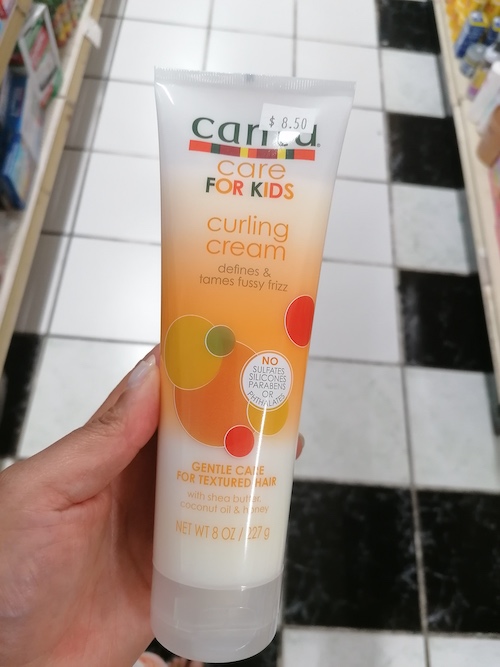 $ 8.50
care
FOR KIDS
curling
cream
defines &
tames fussy frizz
NO
SULFATES
SILICONES
PARABENS
OR
PHTHALATES
GENTLE CARE
FOR TEXTURED HAIR
with shea butter,
coconut oil & honey
NET WT 8 OZ / 227 g